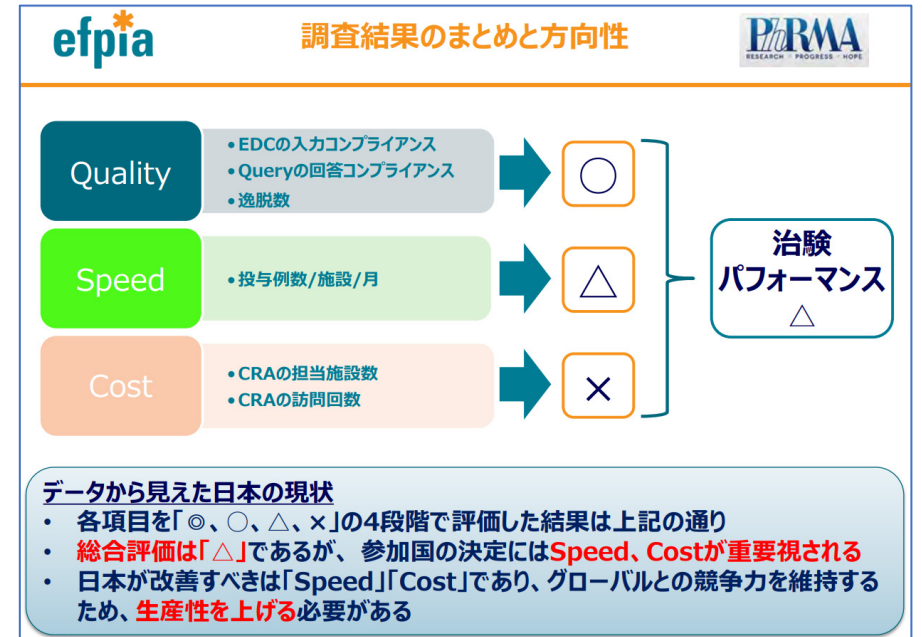 efpia
調査結果のまとめと方向性
PhRMA
RESEARCH • PROGRESS • HOPE
Quality
•EDCの入力コンプライアンス
•Queryの回答コンプライアンス
•逸脱数
○
Speed
•投与例数/施設/月
△
Cost
•CRAの担当施設数
•CRAの訪問回数
×
治験
パフォーマンス
△
データから見えた日本の現状
• 各項目を「◎、○、△、×」の4段階で評価した結果は上記の通り
• 総合評価は「△」であるが、参加国の決定にはSpeed、Costが重要視される
• 日本が改善すべきは「Speed」「Cost」であり、グローバルとの競争力を維持する
ため、生産性を上げる必要がある